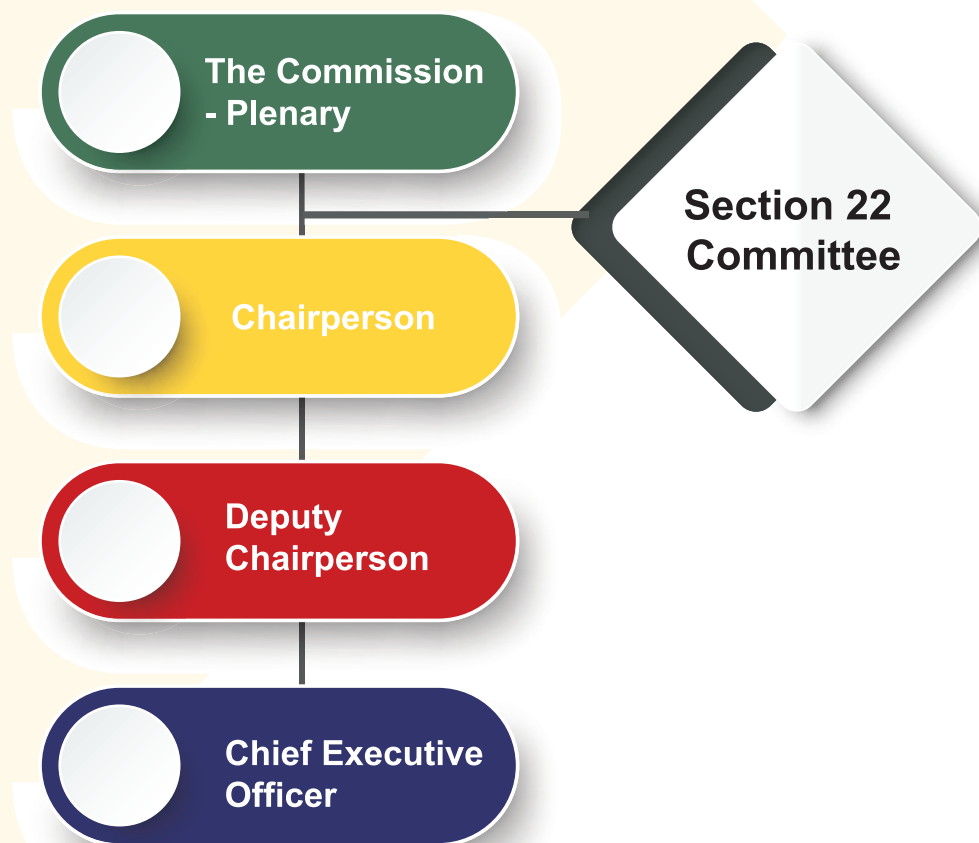 The Commission
- Plenary
Section 22
Committee
Chairperson
Deputy
Chairperson
Chief Executive
Officer